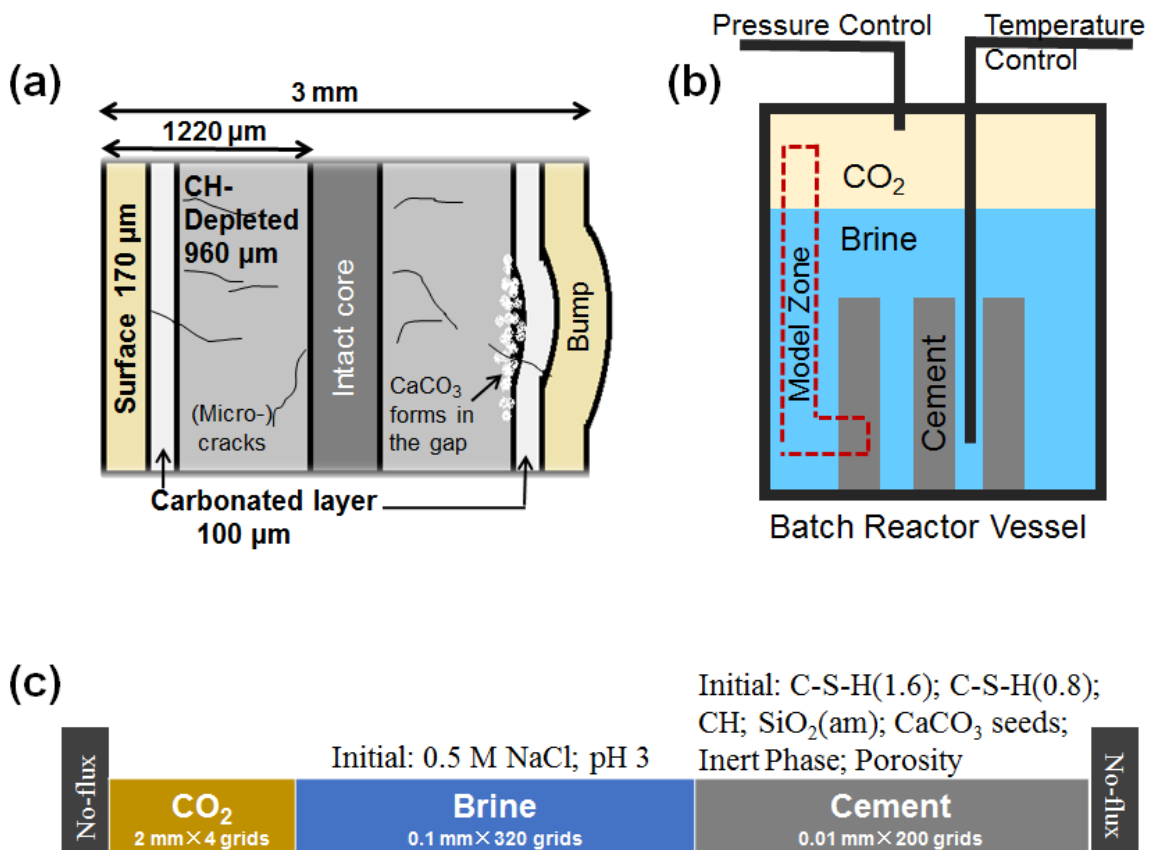 (a)
3 mm
1220 µm
CH-
Depleted
960 µm
Surface 170 µm
(Micro-)
cracks
Intact core
CaCO₃
forms in
the gap
Bump
Carbonated layer
100 µm
(b)
Pressure Control
Temperature
Control
CO₂
Brine
Model Zone
Cement
Batch Reactor Vessel
(c)
Initial: C-S-H(1.6); C-S-H(0.8);
CH; SiO₂(am); CaCO₃ seeds;
Inert Phase; Porosity
Initial: 0.5 M NaCl; pH 3
No-flux
CO₂
2 mm×4 grids
Brine
0.1 mm×320 grids
Cement
0.01 mm×200 grids
No-flux